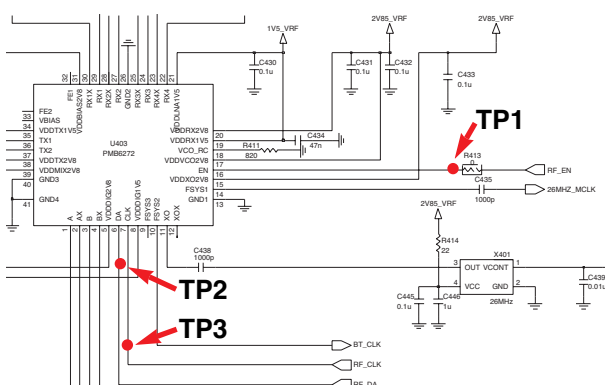 1V5_VRF
2V85_VRF
2V85_VRF
C430
0.1u
C431
0.1u
C432
0.1u
C433
0.1u
32
31
30
29
28
27
26
25
24
23
22
21
FE1
VDDBIAS2V8
RX1X
RX1
RX2X
RX2
GND2
RX3X
RX3
RX4X
RX4
VDDLNA1V5
33
34
35
36
37
38
39
40
41
FE2
VBIAS
VDDTX1V5
TX1
TX2
VDDTX2V8
VDDMIX2V8
GND3
GND4
U403
PMB6272
VDDRX2V8
VDDRX1V5
VCO_RC
VDDVCO2V8
EN
VDDXO2V8
FSYS1
GND1
20
19
18
17
16
15
14
13
R411
820
C434
47n
TP1
R413
0
RF_EN
C435
1000p
26MHZ_MCLK
A
AX
B
BX
VDDDIG2V8
DA
CLK
VDDDIG1V5
FSYS3
FSYS2
XO
XOX
1
2
3
4
5
6
7
8
9
10
11
12
2V85_VRF
R414
22
C438
1000p
X401
3
OUT
VCONT
1
4
VCC
GND
2
26MHz
C439
0.01u
C445
0.1u
C446
1u
TP2
TP3
BT_CLK
RF_CLK
RF_DA